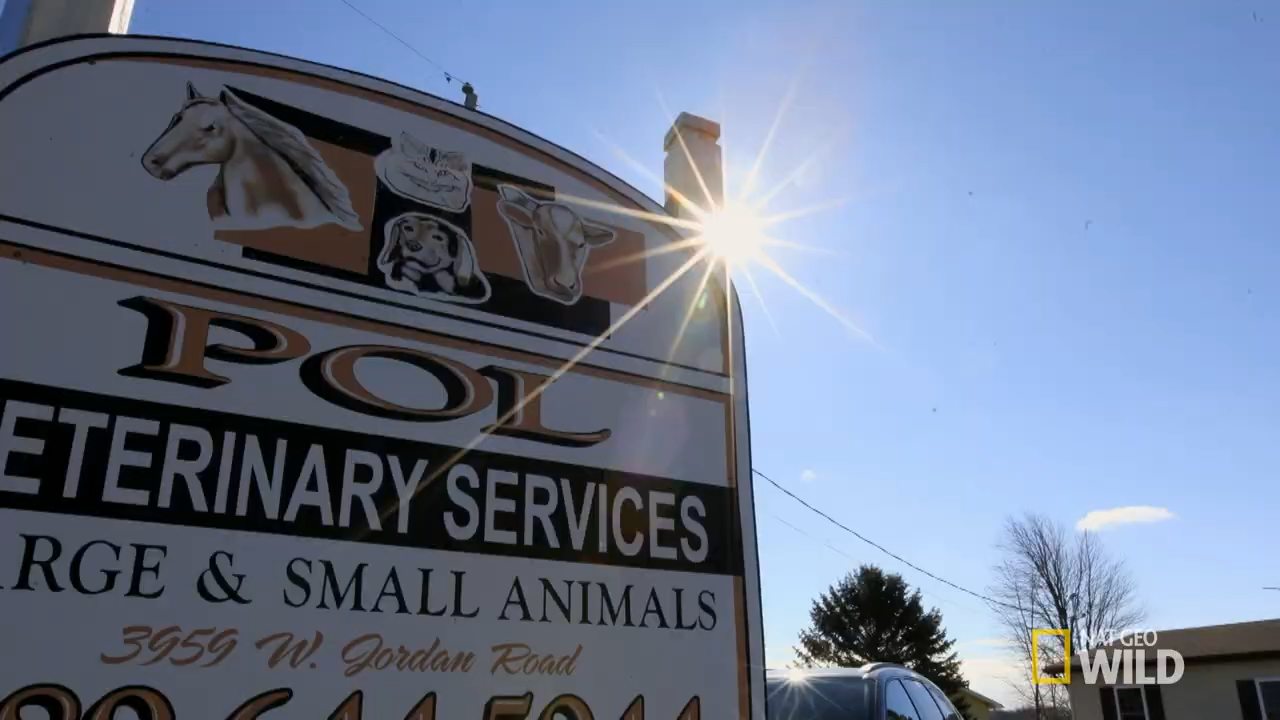 POL
ETERINARY SERVICES
RGE & SMALL ANIMALS
3959 W. Jordan Road
NAT GEO
WILD